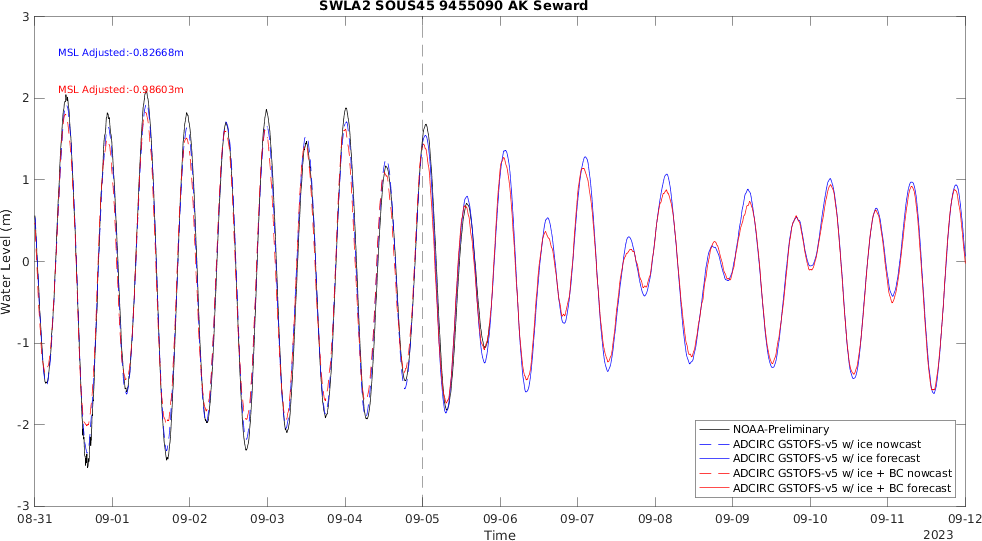 SWLA2 SOUS45 9455090 AK Seward
3
MSL Adjusted:-0.82668m
MSL Adjusted:-0.98603m
2
1
0
-1
-2
-3
Water Level (m)
NOAA-Preliminary
ADCIRC GSTOFS-v5 w/ ice nowcast
ADCIRC GSTOFS-v5 w/ ice forecast
ADCIRC GSTOFS-v5 w/ ice + BC nowcast
ADCIRC GSTOFS-v5 w/ ice + BC forecast
08-31 09-01 09-02 09-03 09-04 09-05 09-06 09-07 09-08 09-09 09-10 09-11 09-12
Time
2023